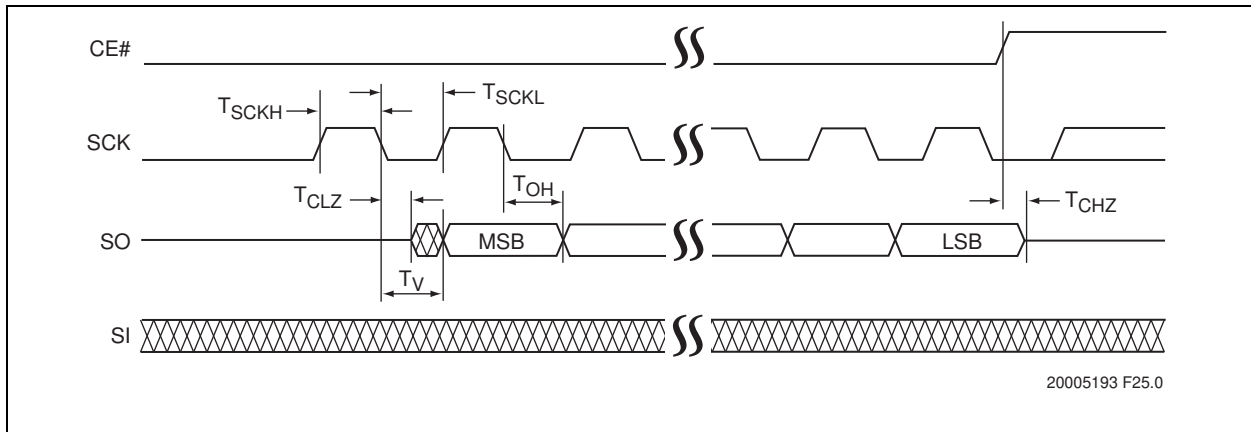 CE#
TSCKH
TSCKL
SCK
TCLZ
TOH
TCHZ
SO
MSB
LSB
TV
SI
20005193 F25.0